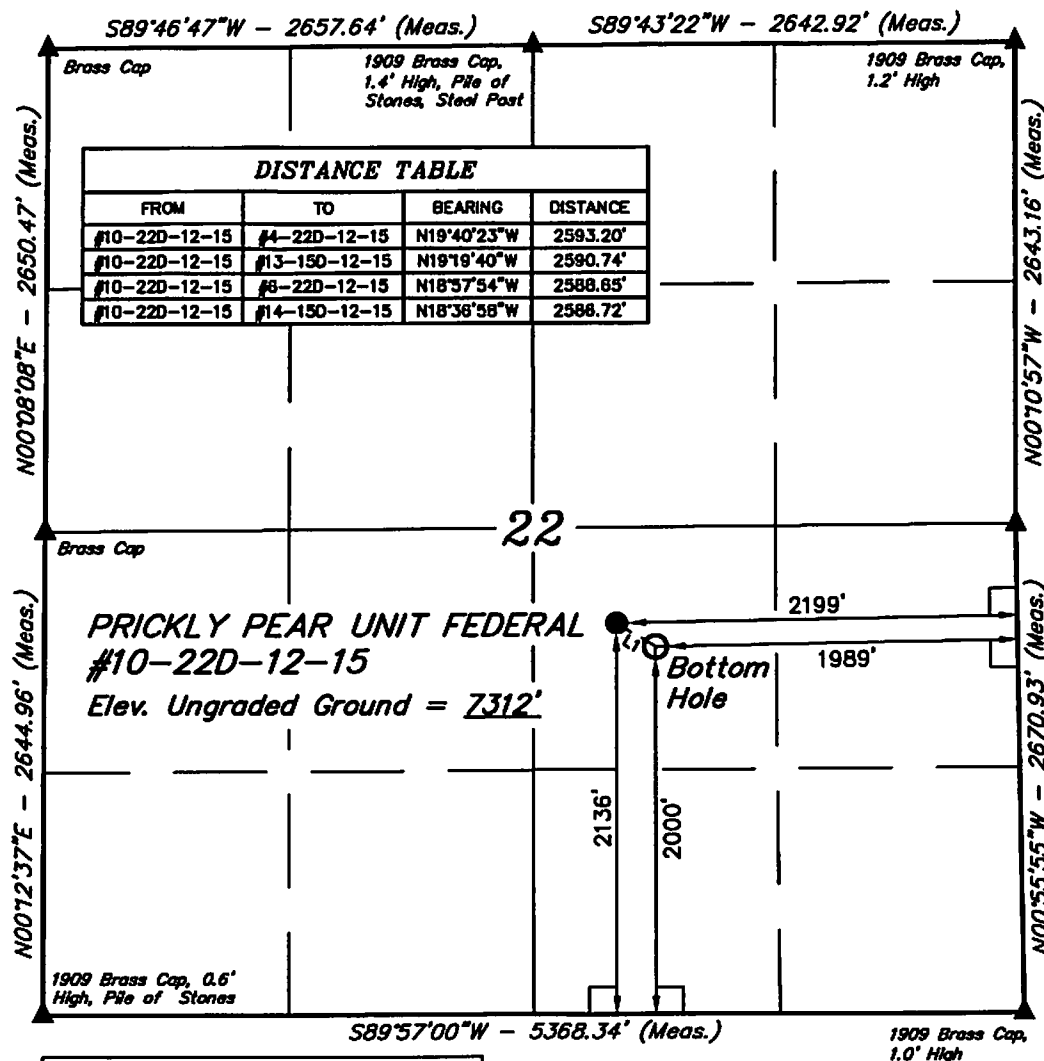 S89°46'47"W - 2657.64' (Meas.)
S89°43'22"W - 2642.92' (Meas.)
Brass Cap
1909 Brass Cap,
1.4' High, Pile of
Stones, Steel Post
1909 Brass Cap,
1.2' High
N00°08'08"E - 2650.47' (Meas.)
N00°10'57"W - 2643.16' (Meas.)
DISTANCE TABLE
FROM TO BEARING DISTANCE
#10-22D-12-15 #4-22D-12-15 N19°40'23"W 2593.20'
#10-22D-12-15 #13-15D-12-15 N19°19'40"W 2590.74'
#10-22D-12-15 #6-22D-12-15 N18°57'54"W 2588.65'
#10-22D-12-15 #14-15D-12-15 N18°36'58"W 2586.72'
22
Brass Cap
PRICKLY PEAR UNIT FEDERAL
#10-22D-12-15
Elev. Ungraded Ground = 7312'
2199'
L1
1989'
Bottom
Hole
2136'
2000'
N00°12'37"E - 2644.96' (Meas.)
N00°55'55"W - 2670.93' (Meas.)
1909 Brass Cap, 0.6'
High, Pile of Stones
S89°57'00"W - 5368.34' (Meas.)
1909 Brass Cap,
1.0' High